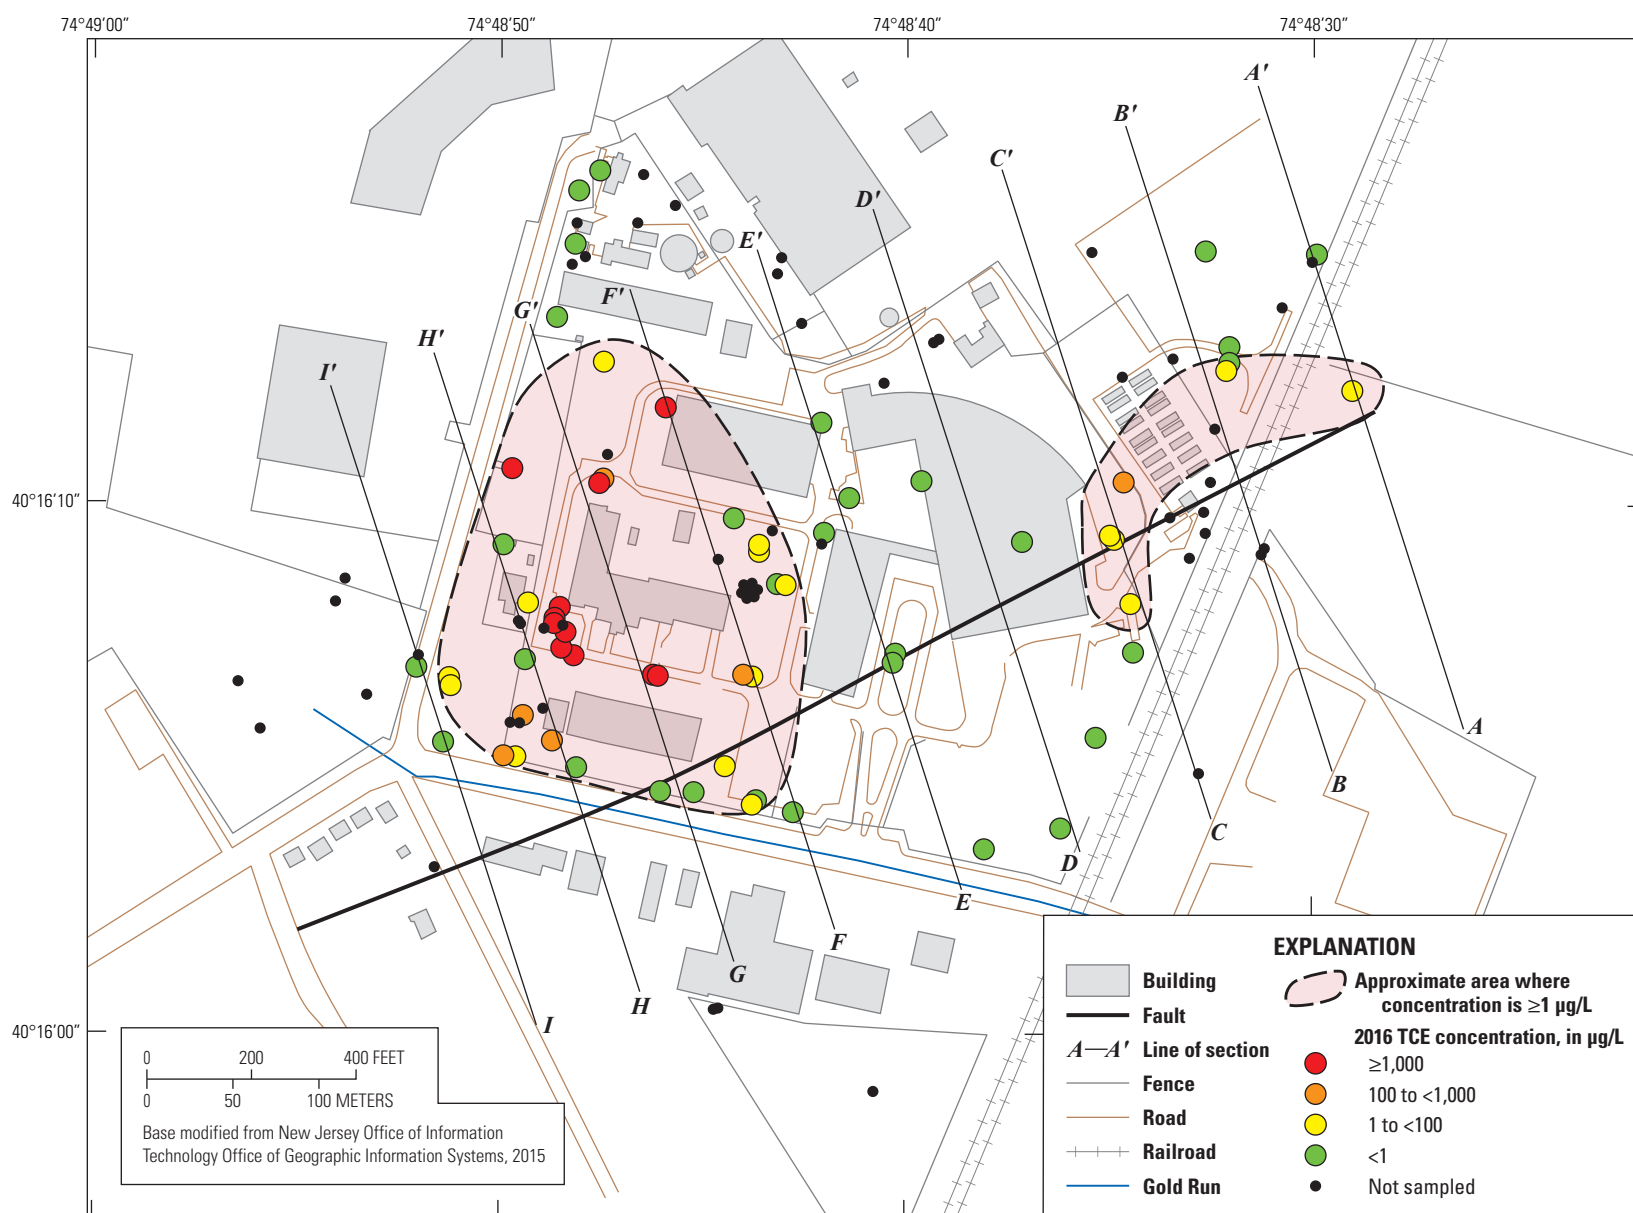 74°49′00″
74°48′50″
74°48′40″
74°48′30″
A′
B′
C′
D′
E′
F′
G′
H′
I′
40°16′10″
A
B
C
D
E
F
G
H
I
40°16′00″
0 200 400 FEET
0 50 100 METERS
Base modified from New Jersey Office of Information
Technology Office of Geographic Information Systems, 2015
EXPLANATION
Building
Fault
A—A′ Line of section
Fence
Road
Railroad
Gold Run
Approximate area where
concentration is ≥1 µg/L
2016 TCE concentration, in µg/L
≥1,000
100 to <1,000
1 to <100
<1
Not sampled